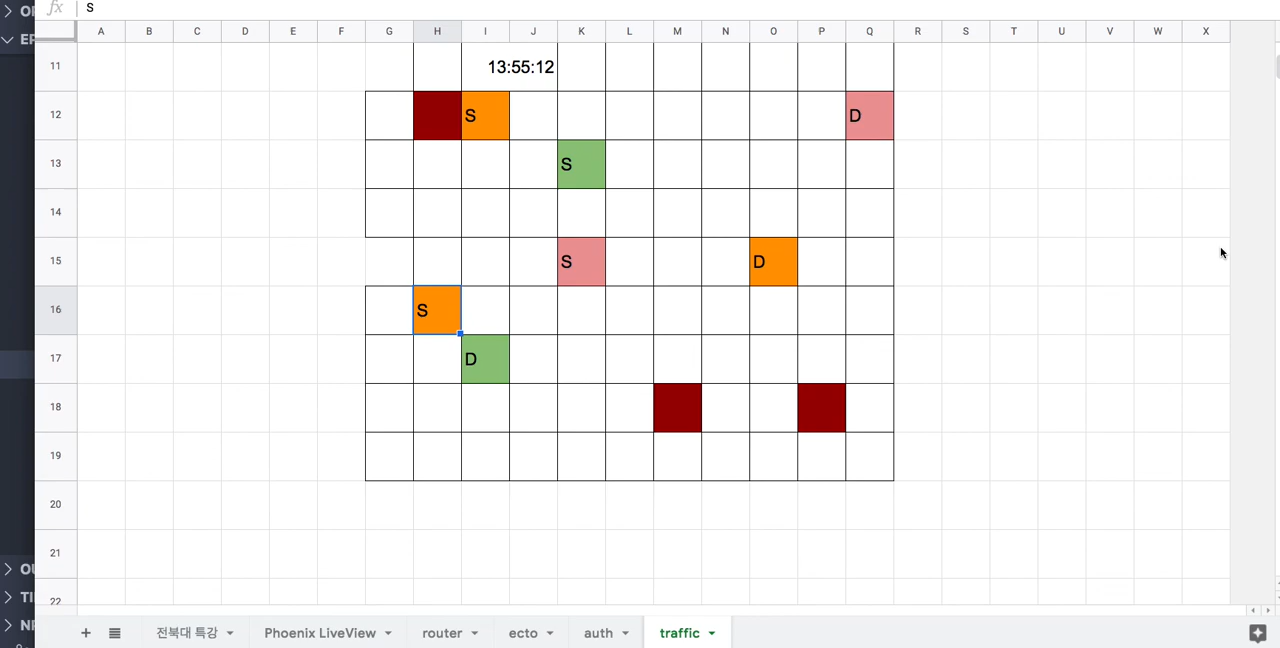 fx S
A B C D E F G H I J K L M N O P Q R S T U V W X
11 13:55:12
12 S D
13 S
14
15 S D
16 S
17 D
18
19
20
21
22
+ 전북대 특강 Phoenix LiveView router ecto auth traffic